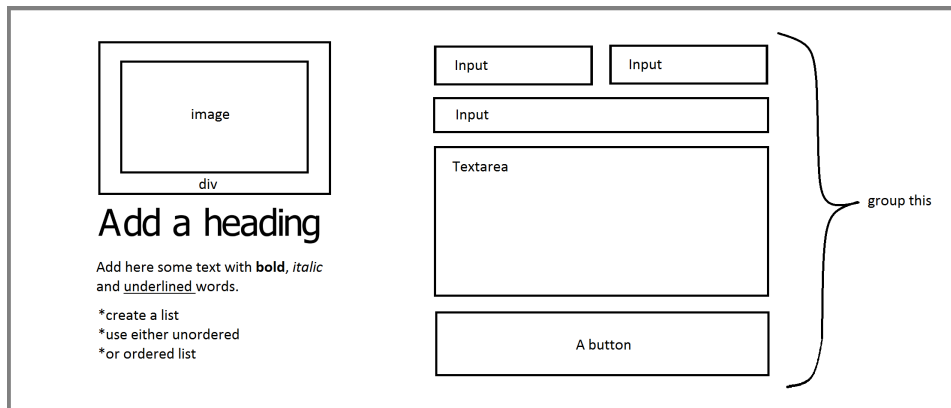 image
div
Add a heading
Add here some text with bold, italic
and underlined words.
*create a list
*use either unordered
*or ordered list
Input
Input
Input
Textarea
A button
group this